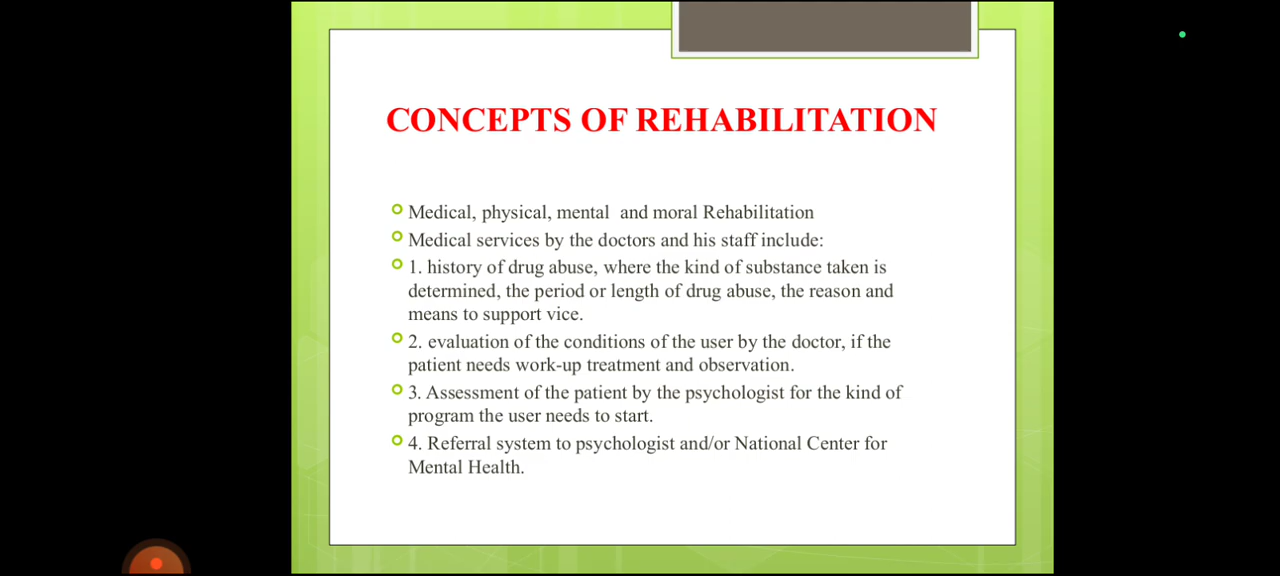 CONCEPTS OF REHABILITATION
Medical, physical, mental and moral Rehabilitation
Medical services by the doctors and his staff include:
1. history of drug abuse, where the kind of substance taken is
determined, the period or length of drug abuse, the reason and
means to support vice.
2. evaluation of the conditions of the user by the doctor, if the
patient needs work-up treatment and observation.
3. Assessment of the patient by the psychologist for the kind of
program the user needs to start.
4. Referral system to psychologist and/or National Center for
Mental Health.